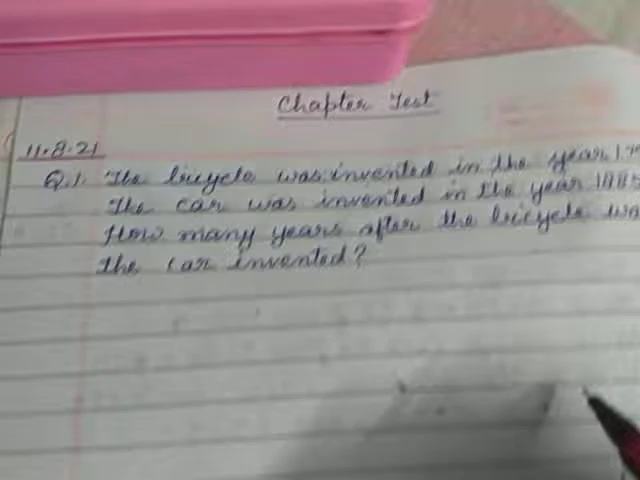 Chapter Test
11.8.21
Q.1. The bicycle was invented in the year
The car was invented in the year 1885
How many years after the bicycle was
the car invented?